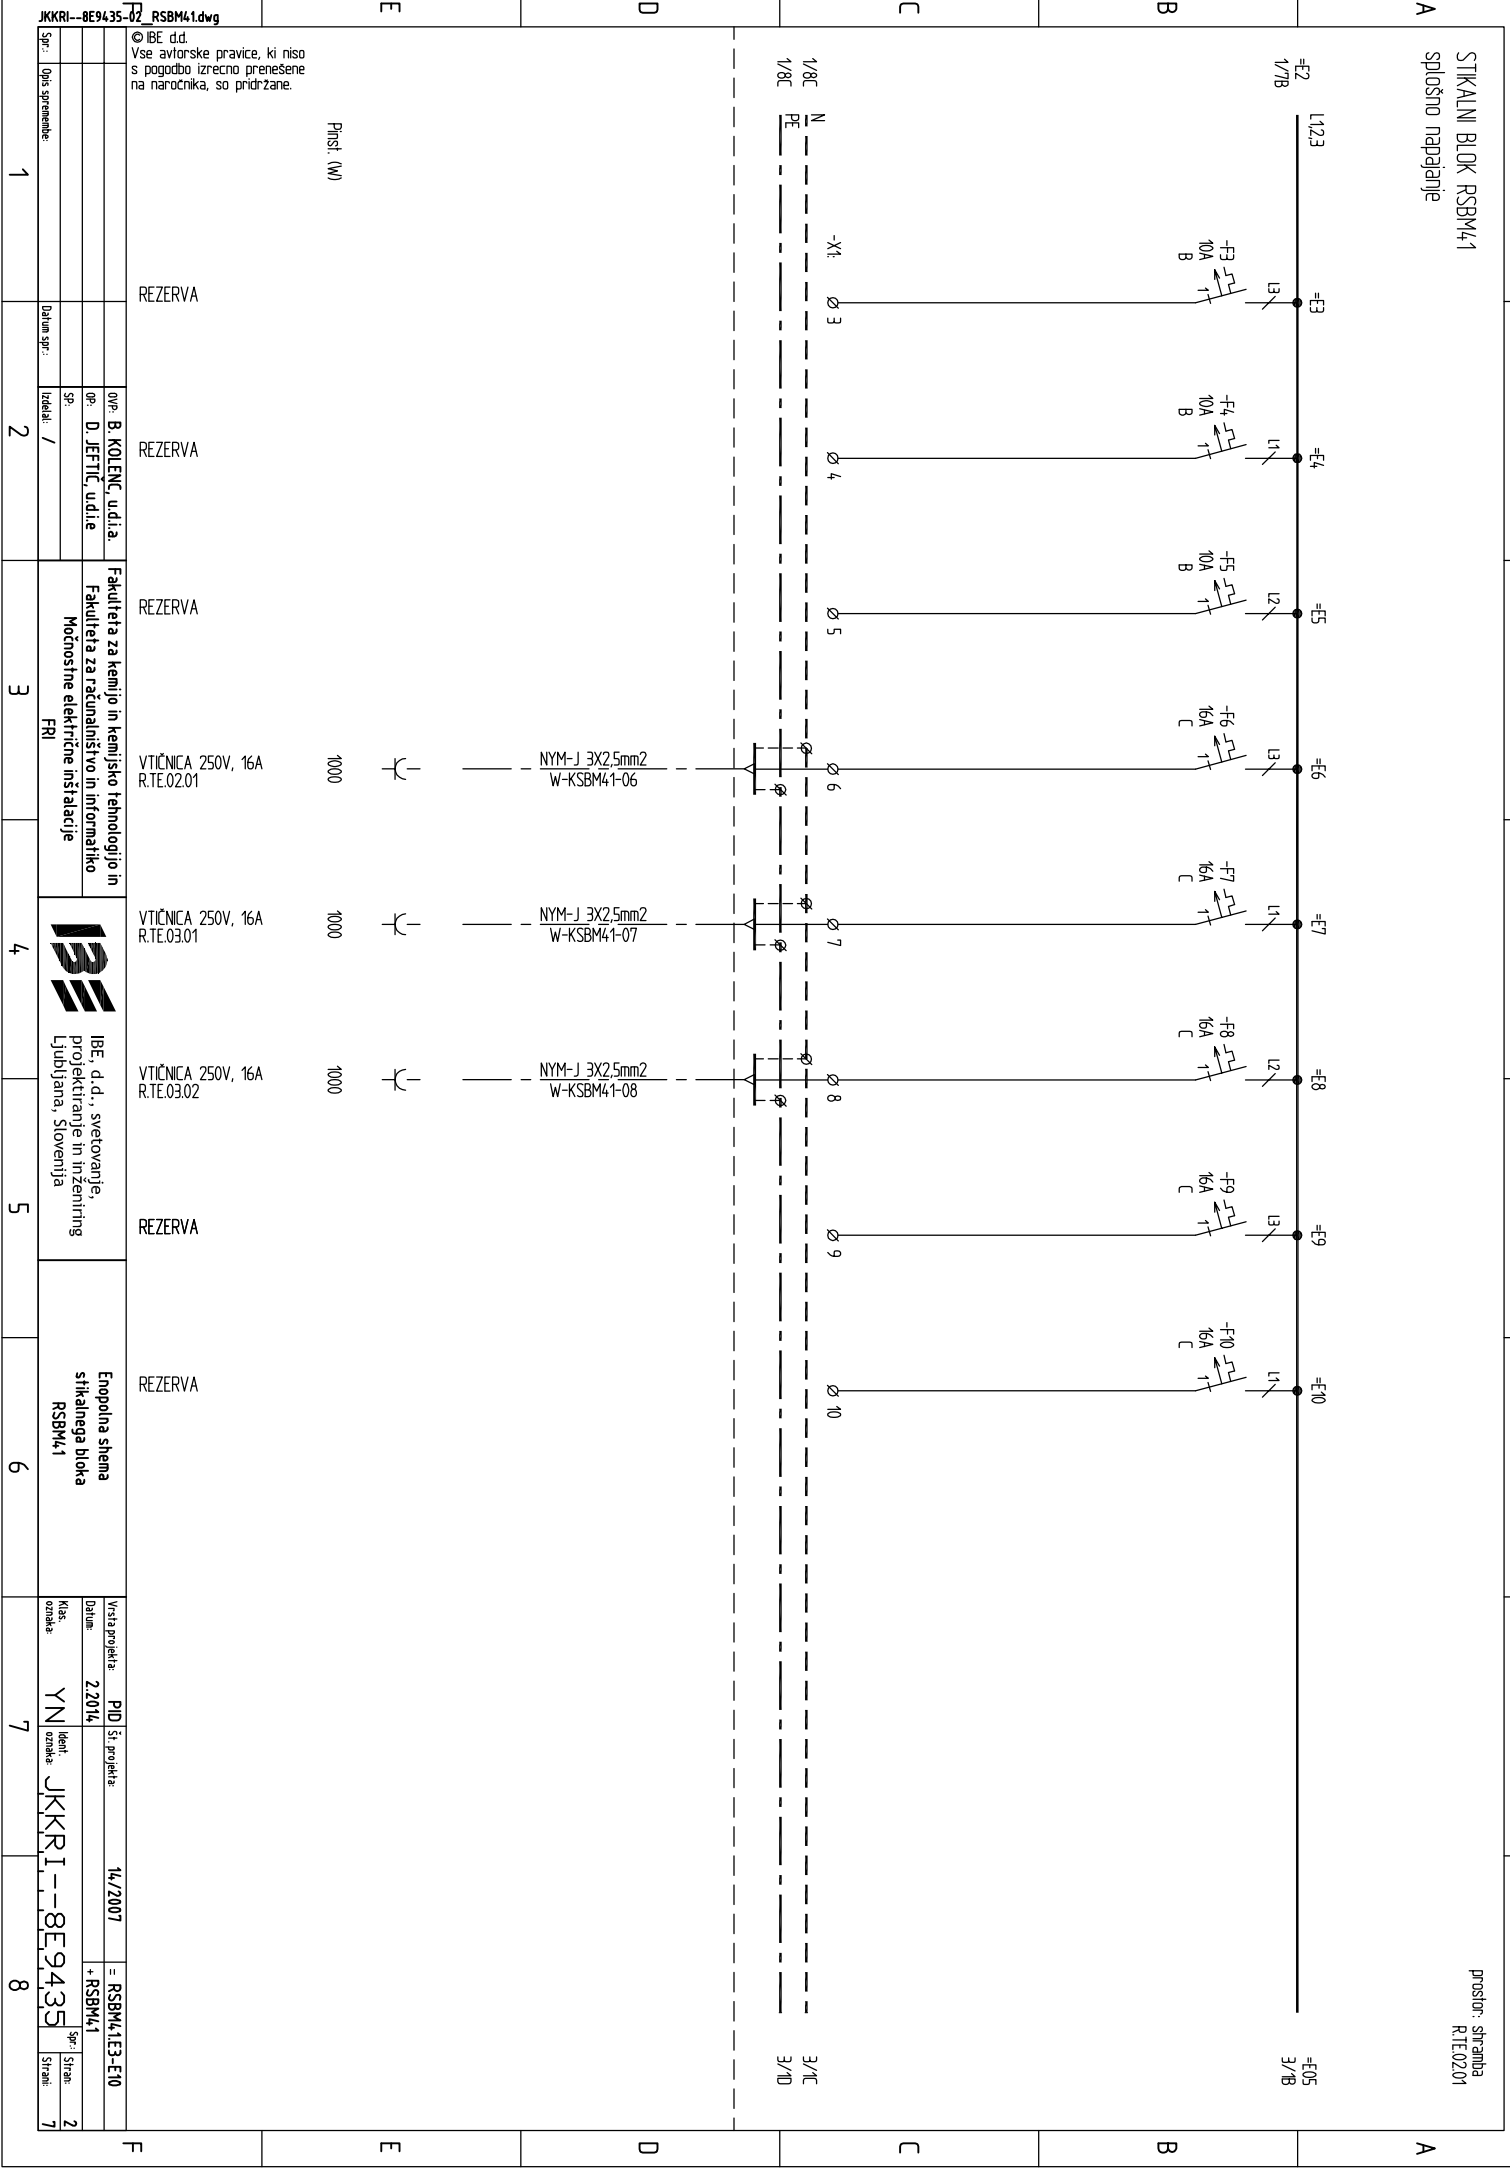 JKKRI--8E9435-02_RSBM41.dwg
© IBE d.d.
Vse avtorske pravice, ki niso
s pogodbo izrecno prenešene
na naročnika, so pridržane.
STIKALNI BLOK RSBM41
splošno napajanje
prostor: shramba
R.TE.02.01
=E2
1/7B
L1,2,3
=E05
3/1B
=E3
L3
-F3
10A
B
1
=E4
L1
-F4
10A
B
1
=E5
L2
-F5
10A
B
1
=E6
L3
-F6
16A
C
1
=E7
L1
-F7
16A
C
1
=E8
L2
-F8
16A
C
1
=E9
L3
-F9
16A
C
1
=E10
L1
-F10
16A
C
1
-X1:
3
4
5
6
7
8
9
10
1/8C
N
3/1C
1/8C
PE
3/1D
NYM-J 3X2,5mm2
W-KSBM41-06
NYM-J 3X2,5mm2
W-KSBM41-07
NYM-J 3X2,5mm2
W-KSBM41-08
Pinst. (W)
1000
1000
1000
REZERVA
REZERVA
REZERVA
VTIČNICA 250V, 16A
R.TE.02.01
VTIČNICA 250V, 16A
R.TE.03.01
VTIČNICA 250V, 16A
R.TE.03.02
REZERVA
REZERVA
Spr.:
Opis spremembe:
Datum spr.:
OVP: B. KOLENC, u.d.i.a.
OP: D. JEFTIĆ, u.d.i.e
SP:
Izdelal: /
Fakulteta za kemijo in kemijsko tehnologijo in
Fakulteta za računalništvo in informatiko
Močnostne električne inštalacije
FRI
IBE
IBE, d.d., svetovanje,
projektiranje in inženiring
Ljubljana, Slovenija
Enopolna shema
stikalnega bloka
RSBM41
Vrsta projekta: PID
Št. projekta: 14/2007
= RSBM41.E3-E10
Datum: 2.2014
+ RSBM41
Klas. oznaka: YN
Ident. oznaka: JKKRI--8E9435
Spr.:
Stran: 2
Strani: 7
1 2 3 4 5 6 7 8
A B C D E F
A B C D E F